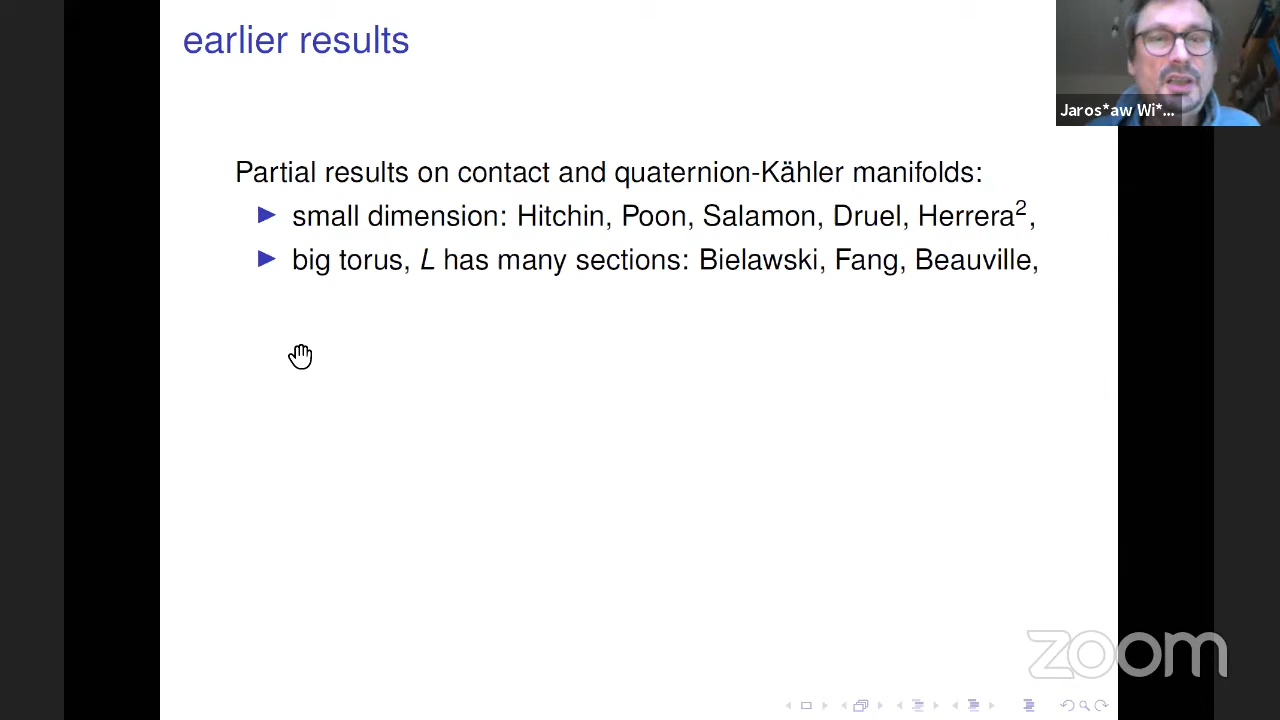 earlier results
Jaros*aw Wi*...
Partial results on contact and quaternion-Kähler manifolds:
▶ small dimension: Hitchin, Poon, Salamon, Druel, Herrera²,
▶ big torus, L has many sections: Bielawski, Fang, Beauville,
zoom